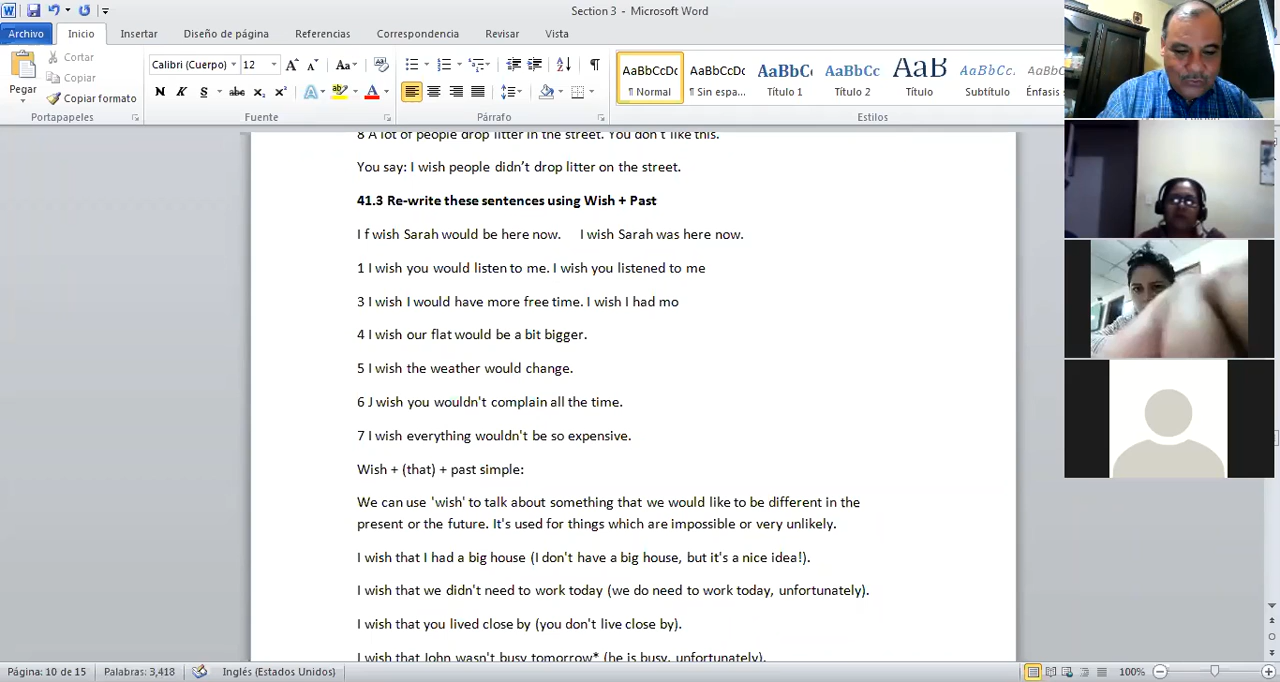 Section 3 - Microsoft Word
Archivo Inicio Insertar Diseño de página Referencias Correspondencia Revisar Vista
Pegar
Cortar
Copiar
Copiar formato
Portapapeles
Calibri (Cuerpo) 12
Fuente
Párrafo
AaBbCcDc AaBbCcDc AaBbC AaBbCc AaB AaBbCc. AaBbCc
¶ Normal ¶ Sin espa... Título 1 Título 2 Título Subtítulo Énfasis
Estilos
8 A lot of people drop litter in the street. You don't like this.
You say: I wish people didn't drop litter on the street.
41.3 Re-write these sentences using Wish + Past
I f wish Sarah would be here now. I wish Sarah was here now.
1 I wish you would listen to me. I wish you listened to me
3 I wish I would have more free time. I wish I had mo
4 I wish our flat would be a bit bigger.
5 I wish the weather would change.
6 J wish you wouldn't complain all the time.
7 I wish everything wouldn't be so expensive.
Wish + (that) + past simple:
We can use 'wish' to talk about something that we would like to be different in the
present or the future. It's used for things which are impossible or very unlikely.
I wish that I had a big house (I don't have a big house, but it's a nice idea!).
I wish that we didn't need to work today (we do need to work today, unfortunately).
I wish that you lived close by (you don't live close by).
I wish that John wasn't busy tomorrow* (he is busy, unfortunately).
Página: 10 de 15 Palabras: 3,418 Inglés (Estados Unidos) 100%